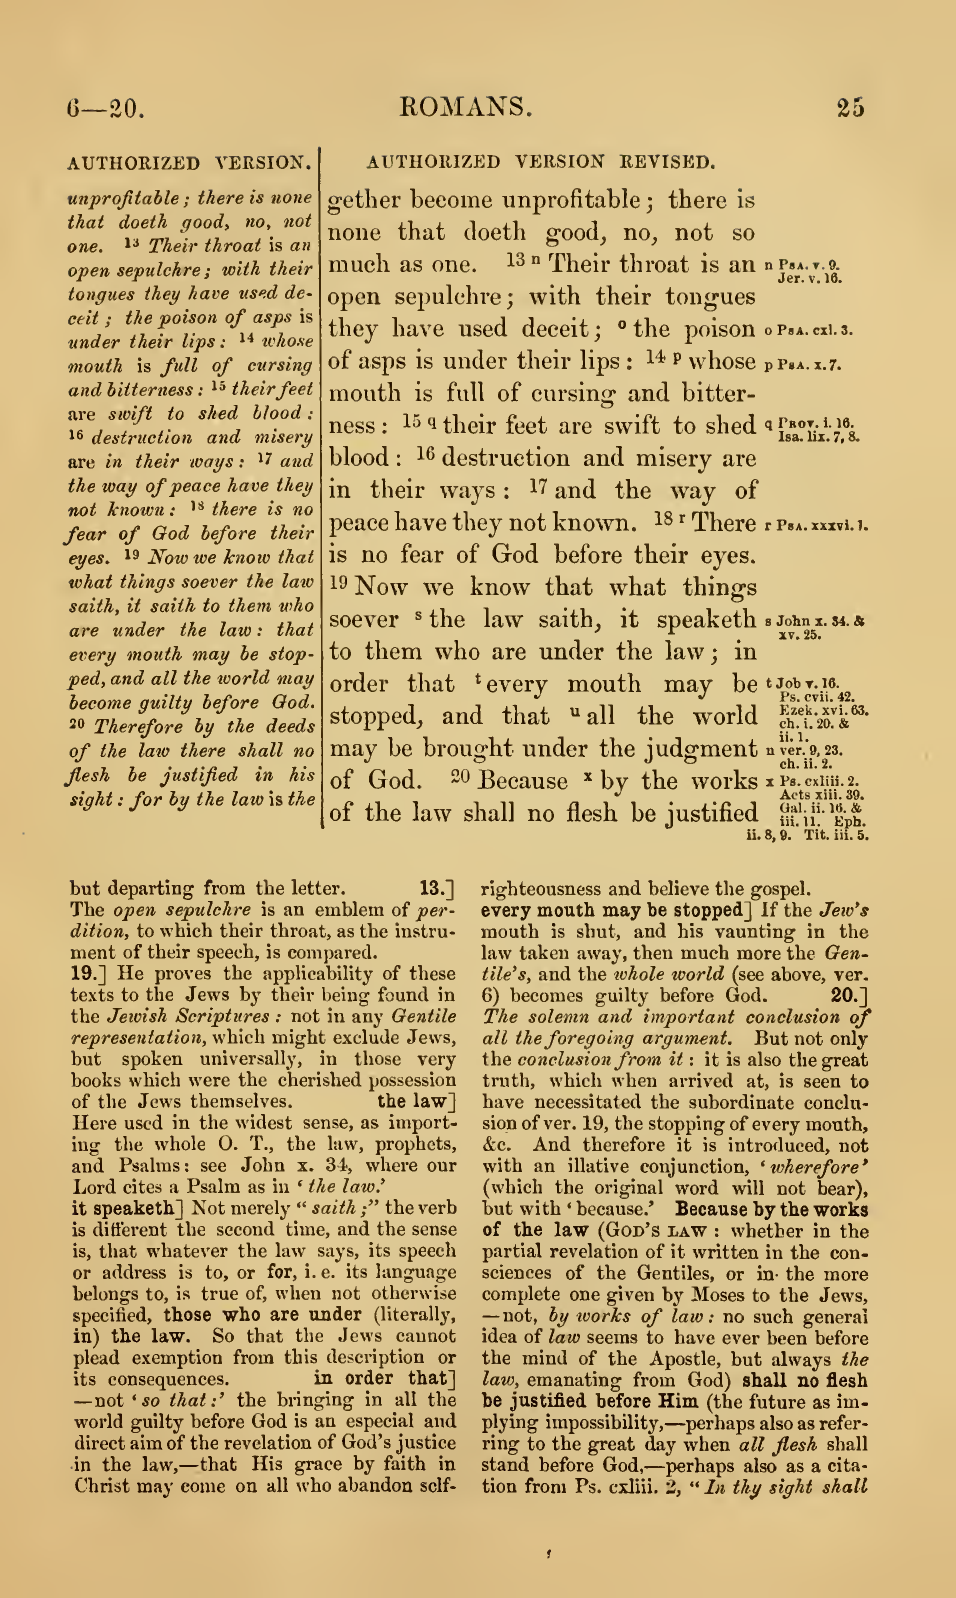 6—20.
ROMANS.
25
AUTHORIZED VERSION.
unprofitable; there is none
that doeth good, no, not
one. 13 Their throat is an
open sepulchre; with their
tongues they have used de-
ceit; the poison of asps is
under their lips: 14 whose
mouth is full of cursing
and bitterness: 15 their feet
are swift to shed blood:
16 destruction and misery
are in their ways: 17 and
the way of peace have they
not known: 18 there is no
fear of God before their
eyes. 19 Now we know that
what things soever the law
saith, it saith to them who
are under the law: that
every mouth may be stop-
ped, and all the world may
become guilty before God.
20 Therefore by the deeds
of the law there shall no
flesh be justified in his
sight: for by the law is the
AUTHORIZED VERSION REVISED.
gether become unprofitable; there is
none that doeth good, no, not so
much as one. 13 n Their throat is an
open sepulchre; with their tongues
they have used deceit; o the poison
of asps is under their lips: 14 p whose
mouth is full of cursing and bitter-
ness: 15 q their feet are swift to shed
blood: 16 destruction and misery are
in their ways: 17 and the way of
peace have they not known. 18 r There
is no fear of God before their eyes.
19 Now we know that what things
soever s the law saith, it speaketh
to them who are under the law; in
order that t every mouth may be
stopped, and that u all the world
may be brought under the judgment
of God. 20 Because x by the works
of the law shall no flesh be justified
n PSA. v. 9.
Jer. v. 16.
o PSA. cxl. 3.
p PSA. x. 7.
q PROV. i. 16.
Isa. lix. 7, 8.
r PSA. xxxvi. 1.
s John x. 34. &
xv. 25.
t Job v. 16.
Ps. cvii. 42.
Ezek. xvi. 63.
ch. i. 20. &
ii. 1.
u ver. 9, 23.
ch. ii. 2.
x Ps. cxliii. 2.
Acts xiii. 39.
Gal. ii. 16. &
iii. 11. Eph.
ii. 8, 9. Tit. iii. 5.
but departing from the letter. 13.]
The open sepulchre is an emblem of per-
dition, to which their throat, as the instru-
ment of their speech, is compared.
19.] He proves the applicability of these
texts to the Jews by their being found in
the Jewish Scriptures: not in any Gentile
representation, which might exclude Jews,
but spoken universally, in those very
books which were the cherished possession
of the Jews themselves. the law]
Here used in the widest sense, as import-
ing the whole O. T., the law, prophets,
and Psalms: see John x. 34, where our
Lord cites a Psalm as in ‘the law.’
it speaketh] Not merely “saith;” the verb
is different the second time, and the sense
is, that whatever the law says, its speech
or address is to, or for, i. e. its language
belongs to, is true of, when not otherwise
specified, those who are under (literally,
in) the law. So that the Jews cannot
plead exemption from this description or
its consequences. in order that]
—not ‘so that:’ the bringing in all the
world guilty before God is an especial and
direct aim of the revelation of God's justice
in the law,—that His grace by faith in
Christ may come on all who abandon self-
righteousness and believe the gospel.
every mouth may be stopped] If the Jew's
mouth is shut, and his vaunting in the
law taken away, then much more the Gen-
tile's, and the whole world (see above, ver.
6) becomes guilty before God. 20.]
The solemn and important conclusion of
all the foregoing argument. But not only
the conclusion from it: it is also the great
truth, which when arrived at, is seen to
have necessitated the subordinate conclu-
sion of ver. 19, the stopping of every mouth,
&c. And therefore it is introduced, not
with an illative conjunction, ‘wherefore’
(which the original word will not bear),
but with ‘because.’ Because by the works
of the law (GOD'S LAW: whether in the
partial revelation of it written in the con-
sciences of the Gentiles, or in the more
complete one given by Moses to the Jews,
—not, by works of law: no such general
idea of law seems to have ever been before
the mind of the Apostle, but always the
law, emanating from God) shall no flesh
be justified before Him (the future as im-
plying impossibility,—perhaps also as refer-
ring to the great day when all flesh shall
stand before God,—perhaps also as a cita-
tion from Ps. cxliii. 2, “In thy sight shall